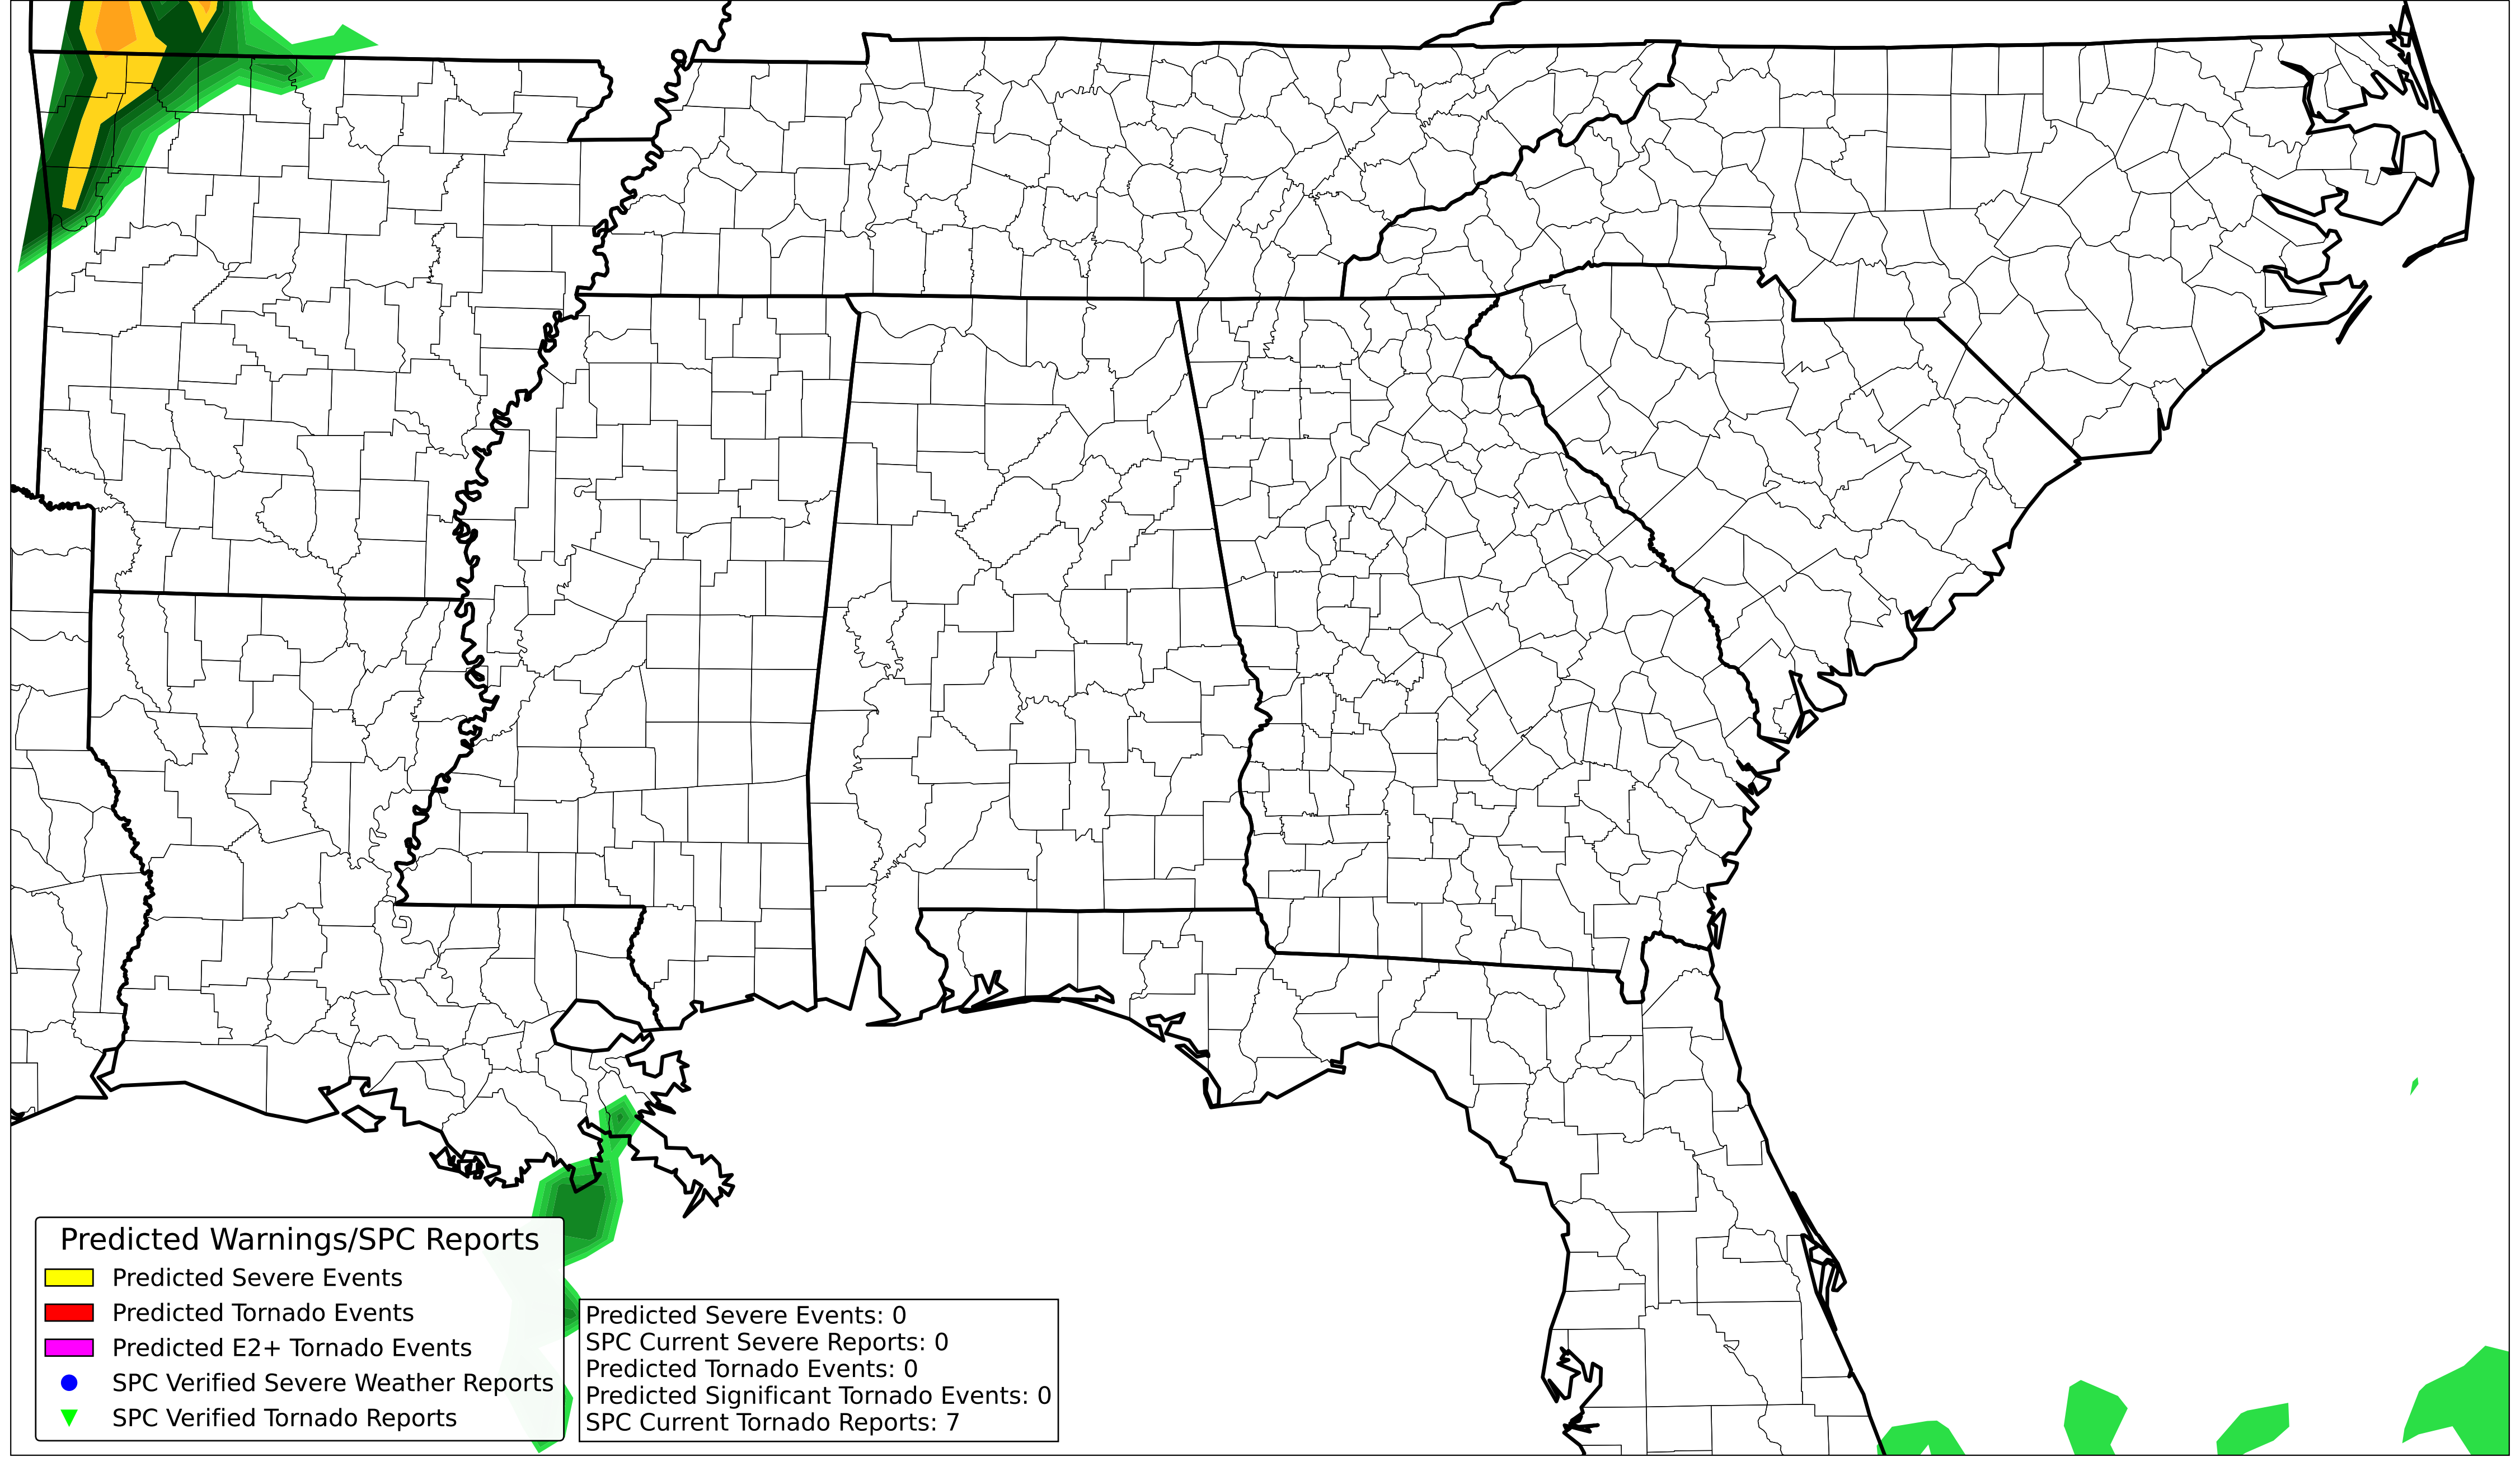 Predicted Warnings/SPC Reports
Predicted Severe Events
Predicted Tornado Events
Predicted E2+ Tornado Events
SPC Verified Severe Weather Reports
SPC Verified Tornado Reports
Predicted Severe Events: 0
SPC Current Severe Reports: 0
Predicted Tornado Events: 0
Predicted Significant Tornado Events: 0
SPC Current Tornado Reports: 7